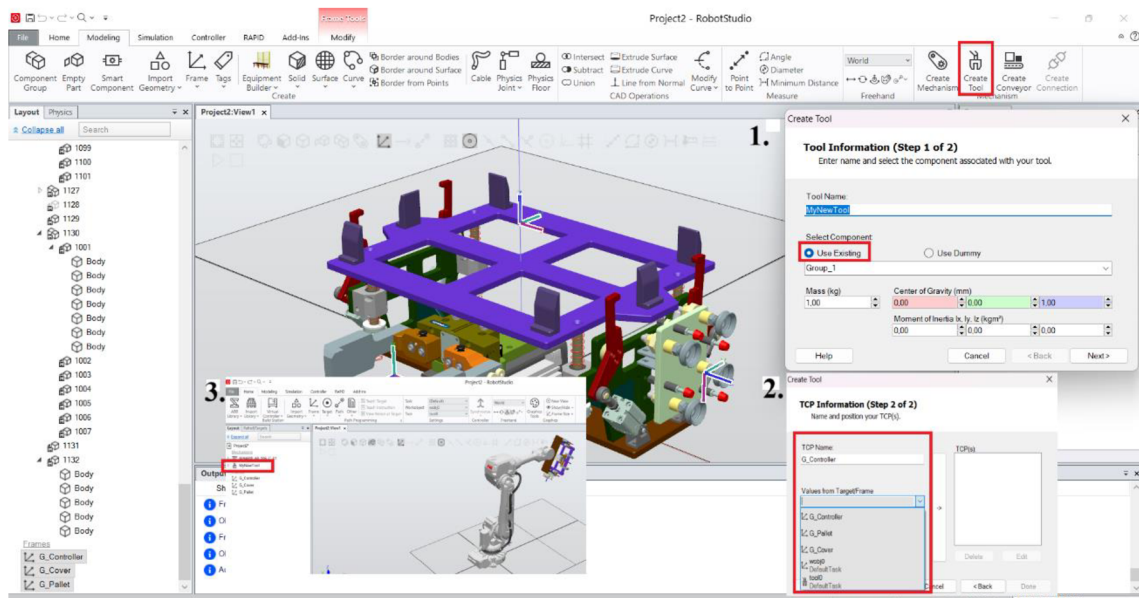 Frame Tools
Project2 - RobotStudio
File Home Modeling Simulation Controller RAPID Add-Ins Modify
Component Group
Empty Part
Smart Component
Import Geometry
Frame
Tags
Equipment Builder
Solid
Surface
Curve
Border around Bodies
Border around Surface
Border from Points
Create
Cable
Physics Joint
Physics Floor
Intersect
Subtract
Union
Extrude Surface
Extrude Curve
Line from Normal
Modify Curve
CAD Operations
Point to Point
Angle
Diameter
Minimum Distance
Measure
World
Freehand
Create Mechanism
Create Tool
Create Conveyor
Create Connection
Layout Physics
Collapse all
Search
1099
1100
1101
1127
1128
1129
1130
1001
Body
Body
Body
Body
Body
Body
Body
1002
1003
1004
1005
1006
1007
1131
1132
Body
Body
Body
Body
Body
Frames
G_Controller
G_Cover
G_Pallet
Project2:View1
1.
Create Tool
Tool Information (Step 1 of 2)
Enter name and select the component associated with your tool.
Tool Name:
MyNewTool
Select Component:
Use Existing
Use Dummy
Group_1
Mass (kg)
Center of Gravity (mm)
1,00
0,00
0,00
1.00
Moment of Inertia Ix, Iy, Iz (kgm²)
0,00
0,00
0,00
Help
Cancel
< Back
Next >
2.
Create Tool
TCP Information (Step 2 of 2)
Name and position your TCP(s).
TCP Name:
G_Controller
Values from Target/Frame
TCP(s):
G_Controller
G_Pallet
G_Cover
wobj0
DefaultTask
tool0
DefaultTask
->
Delete
Edit
< Back
Done
3.
Project2 - RobotStudio
MyNewTool
G_Controller
G_Cover
G_Pallet